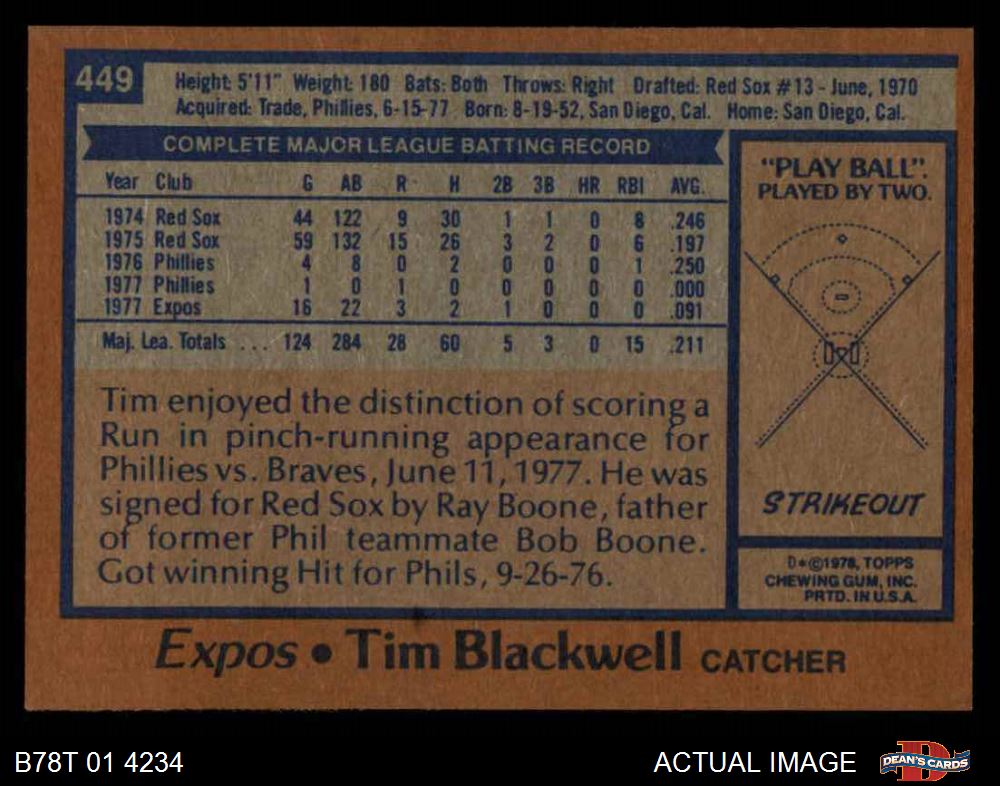 449
Height: 5'11" Weight: 180 Bats: Both Throws: Right Drafted: Red Sox #13 - June, 1970
Acquired: Trade, Phillies, 6-15-77 Born: 8-19-52, San Diego, Cal. Home: San Diego, Cal.
COMPLETE MAJOR LEAGUE BATTING RECORD
Year Club G AB R H 2B 3B HR RBI AVG.
1974 Red Sox 44 122 9 30 1 1 0 8 .246
1975 Red Sox 59 132 15 26 3 2 0 6 .197
1976 Phillies 4 8 0 2 0 0 0 1 .250
1977 Phillies 1 0 1 0 0 0 0 0 .000
1977 Expos 16 22 3 2 1 0 0 0 .091
Maj. Lea. Totals ... 124 284 28 60 5 3 0 15 .211
Tim enjoyed the distinction of scoring a
Run in pinch-running appearance for
Phillies vs. Braves, June 11, 1977. He was
signed for Red Sox by Ray Boone, father
of former Phil teammate Bob Boone.
Got winning Hit for Phils, 9-26-76.
"PLAY BALL".
PLAYED BY TWO.
STRIKEOUT
D*©1978, TOPPS
CHEWING GUM, INC.
PRTD. IN U.S.A.
Expos • Tim Blackwell CATCHER
B78T 01 4234
ACTUAL IMAGE
DEAN'S CARDS